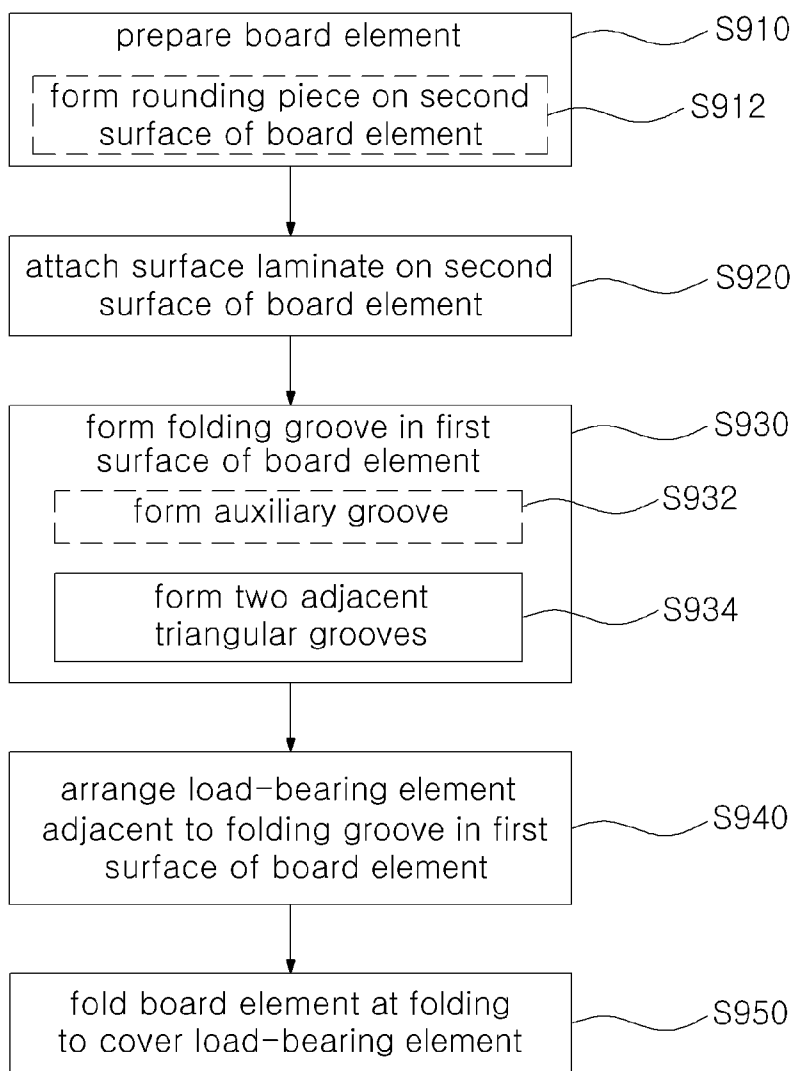 prepare board element
S910
form rounding piece on second
surface of board element
S912
attach surface laminate on second
surface of board element
S920
form folding groove in first
surface of board element
S930
form auxiliary groove
S932
form two adjacent
triangular grooves
S934
arrange load-bearing element
adjacent to folding groove in first
surface of board element
S940
fold board element at folding
to cover load-bearing element
S950